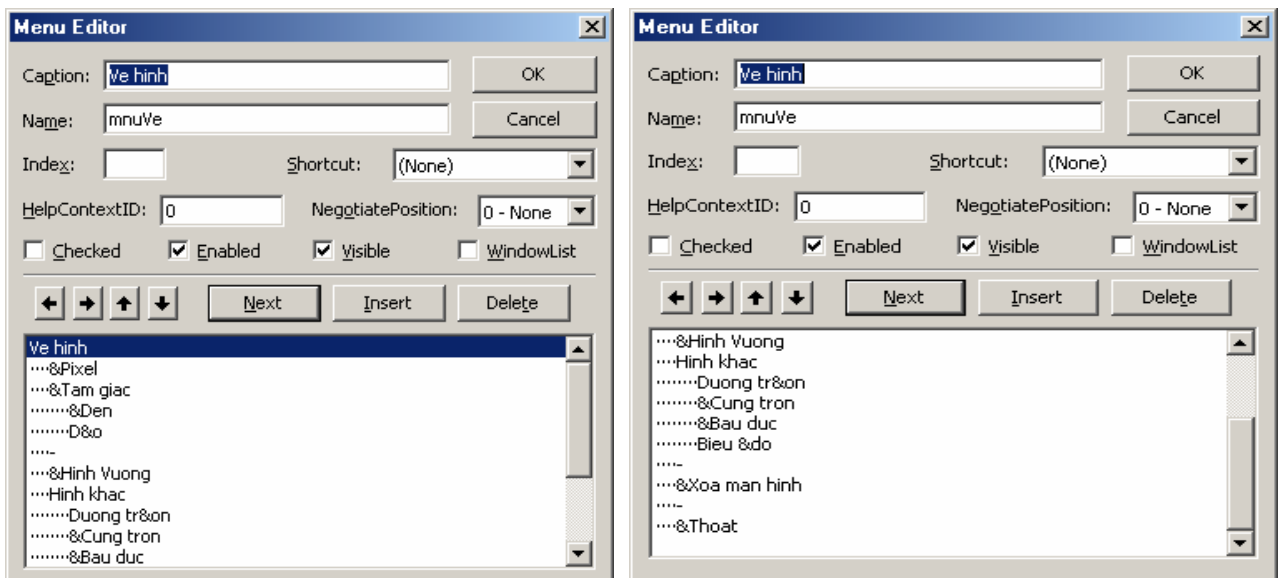 Menu Editor
Caption: Ve hinh OK
Name: mnuVe Cancel
Index: Shortcut: (None)
HelpContextID: 0 NegotiatePosition: 0 - None
Checked Enabled Visible WindowList
Next Insert Delete
Ve hinh
····&Pixel
····&Tam giac
········&Den
········D&o
····-
····&Hinh Vuong
····Hinh khac
········Duong tr&on
········&Cung tron
········&Bau duc
Menu Editor
Caption: Ve hinh OK
Name: mnuVe Cancel
Index: Shortcut: (None)
HelpContextID: 0 NegotiatePosition: 0 - None
Checked Enabled Visible WindowList
Next Insert Delete
····&Hinh Vuong
····Hinh khac
········Duong tr&on
········&Cung tron
········&Bau duc
········Bieu &do
····-
····&Xoa man hinh
····-
····&Thoat